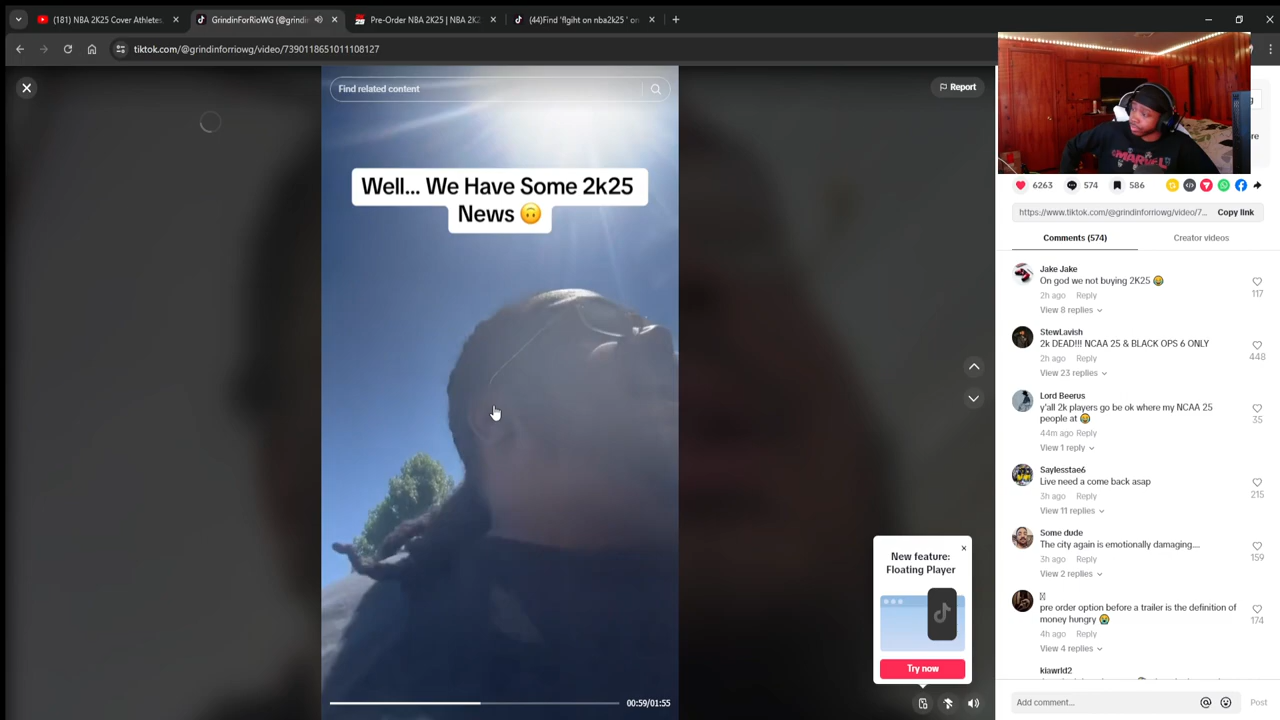 (181) NBA 2K25 Cover Athletes
GrindinForRioWG (@grindin
Pre-Order NBA 2K25 | NBA 2K
(44)Find 'flgiht on nba2k25 ' on
tiktok.com/@grindinforriowg/video/7390118651011108127
Find related content
Report
Well... We Have Some 2k25
News 🙃
00:59/01:55
New feature:
Floating Player
Try now
6263
574
586
https://www.tiktok.com/@grindinforriowg/video/7...
Copy link
Comments (574)
Creator videos
Jake Jake
On god we not buying 2K25 😂
2h ago Reply
117
View 8 replies
StewLavish
2k DEAD!!! NCAA 25 & BLACK OPS 6 ONLY
2h ago Reply
448
View 23 replies
Lord Beerus
y'all 2k players go be ok where my NCAA 25
people at 😂
44m ago Reply
35
View 1 reply
Saylesstae6
Live need a come back asap
3h ago Reply
215
View 11 replies
Some dude
The city again is emotionally damaging....
3h ago Reply
159
View 2 replies
pre order option before a trailer is the definition of
money hungry 😭
4h ago Reply
174
View 4 replies
kiawrld2
Add comment...
Post